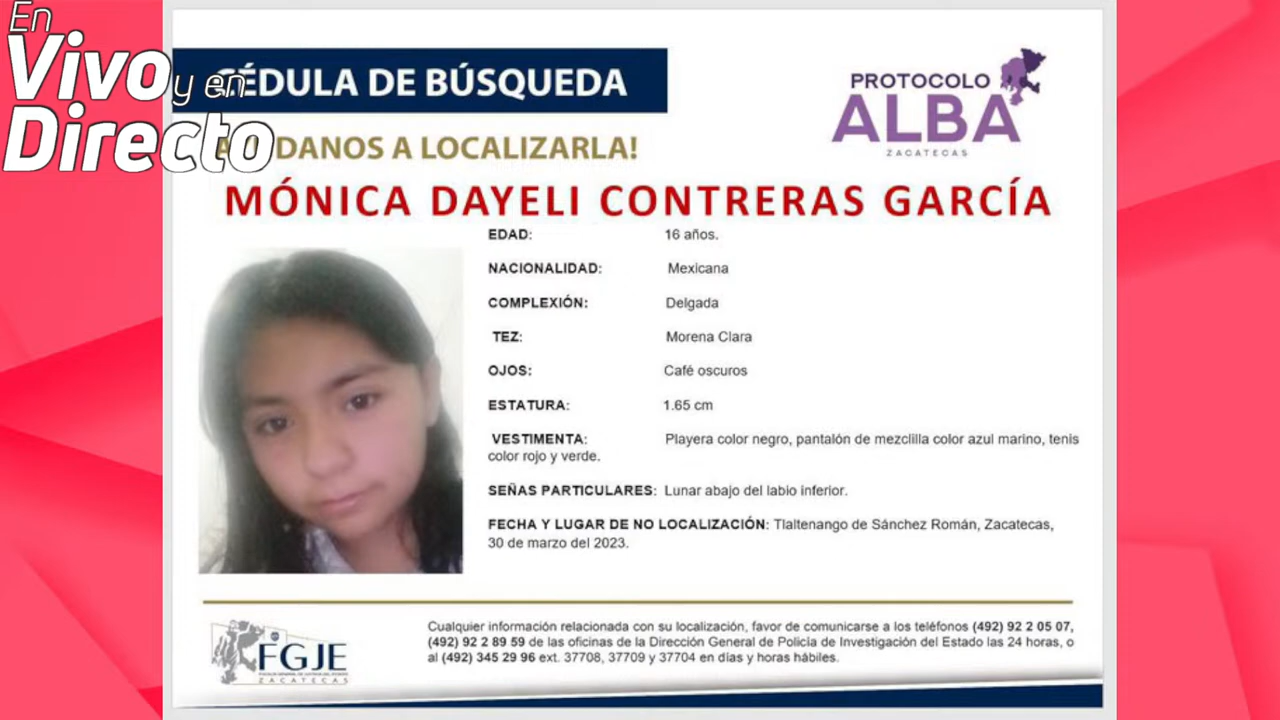 En
Vivo y en
Directo
CÉDULA DE BÚSQUEDA
DANOS A LOCALIZARLA!
PROTOCOLO
ALBA
ZACATECAS
MÓNICA DAYELI CONTRERAS GARCÍA
EDAD: 16 años.
NACIONALIDAD: Mexicana
COMPLEXIÓN: Delgada
TEZ: Morena Clara
OJOS: Café oscuros
ESTATURA: 1.65 cm
VESTIMENTA: Playera color negro, pantalón de mezclilla color azul marino, tenis
color rojo y verde.
SEÑAS PARTICULARES: Lunar abajo del labio inferior.
FECHA Y LUGAR DE NO LOCALIZACIÓN: Tlaltenango de Sánchez Román, Zacatecas,
30 de marzo del 2023.
Cualquier información relacionada con su localización, favor de comunicarse a los teléfonos (492) 92 2 05 07,
(492) 92 2 89 59 de las oficinas de la Dirección General de Policía de Investigación del Estado las 24 horas, o
al (492) 345 29 96 ext. 37708, 37709 y 37704 en días y horas hábiles.
FGJE
ZACATECAS